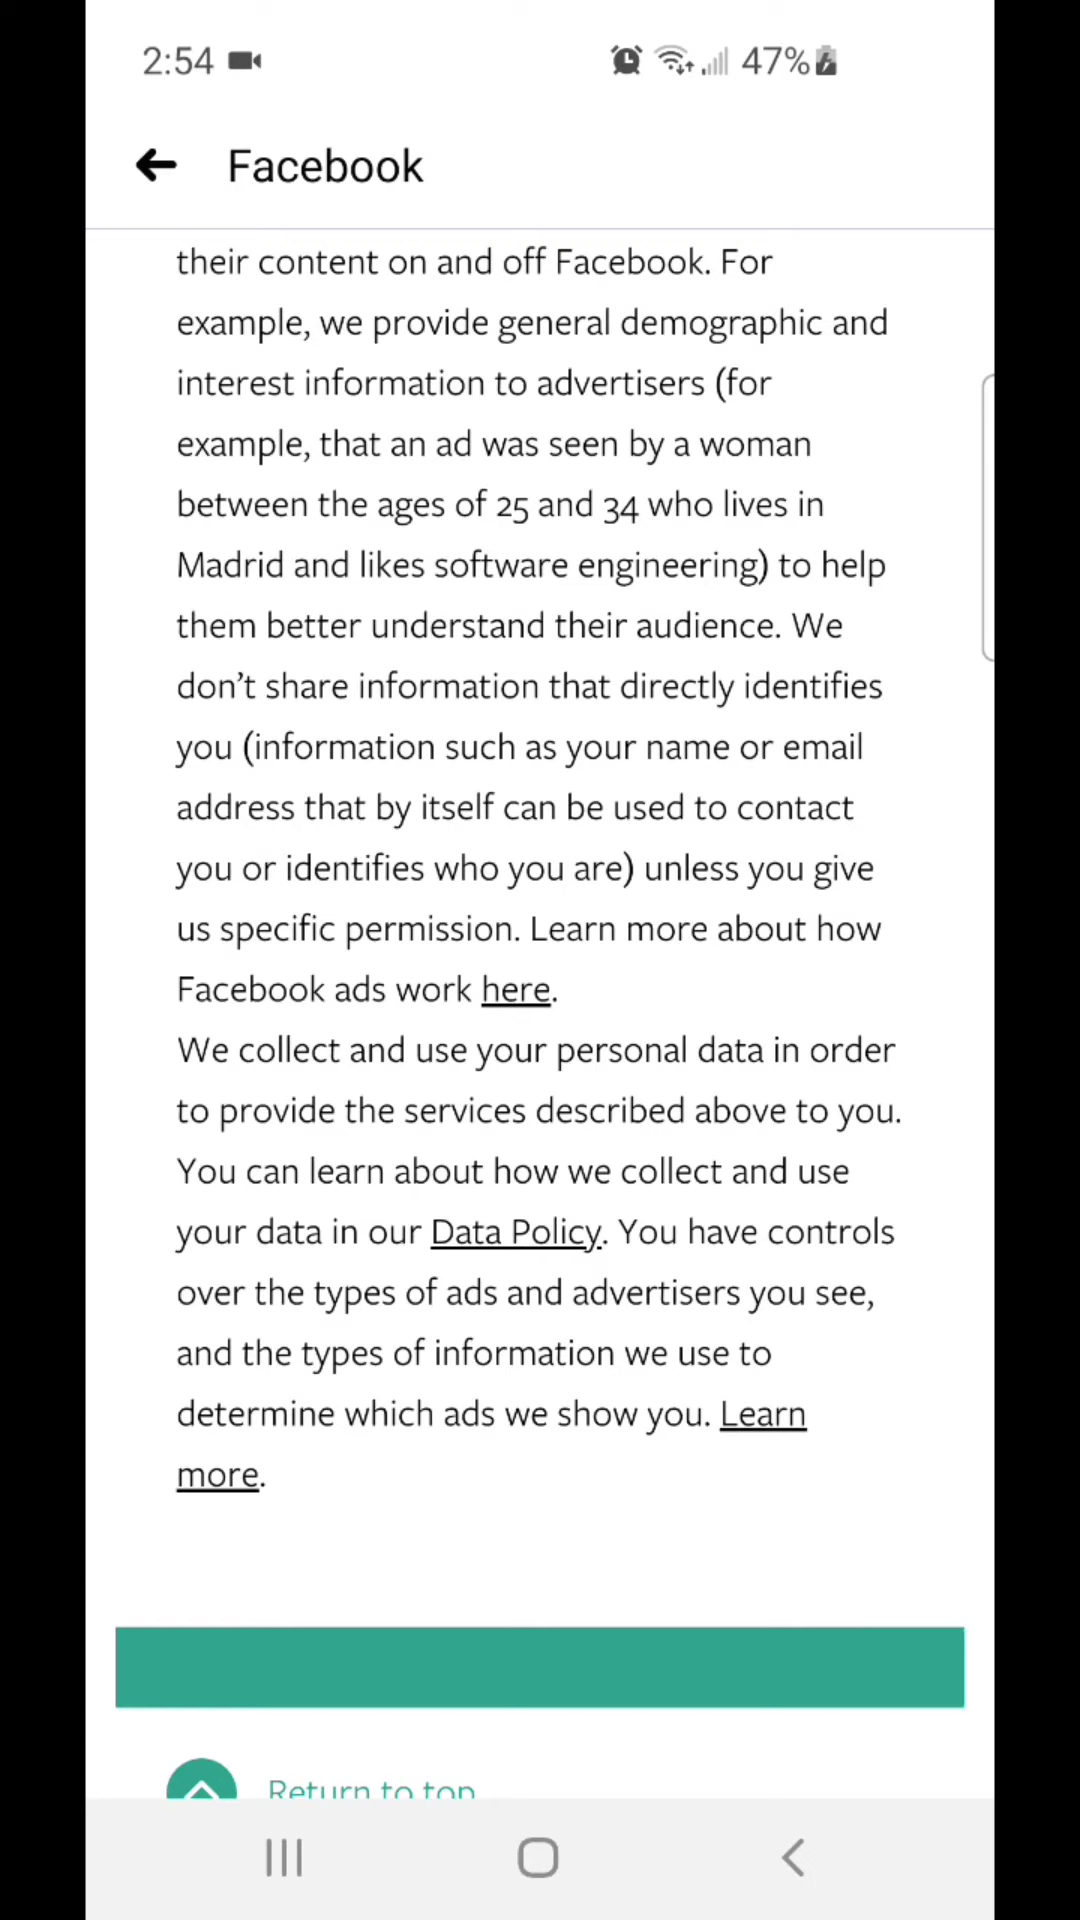 2:54
47%
Facebook
their content on and off Facebook. For
example, we provide general demographic and
interest information to advertisers (for
example, that an ad was seen by a woman
between the ages of 25 and 34 who lives in
Madrid and likes software engineering) to help
them better understand their audience. We
don’t share information that directly identifies
you (information such as your name or email
address that by itself can be used to contact
you or identifies who you are) unless you give
us specific permission. Learn more about how
Facebook ads work here.
We collect and use your personal data in order
to provide the services described above to you.
You can learn about how we collect and use
your data in our Data Policy. You have controls
over the types of ads and advertisers you see,
and the types of information we use to
determine which ads we show you. Learn
more.
Return to top